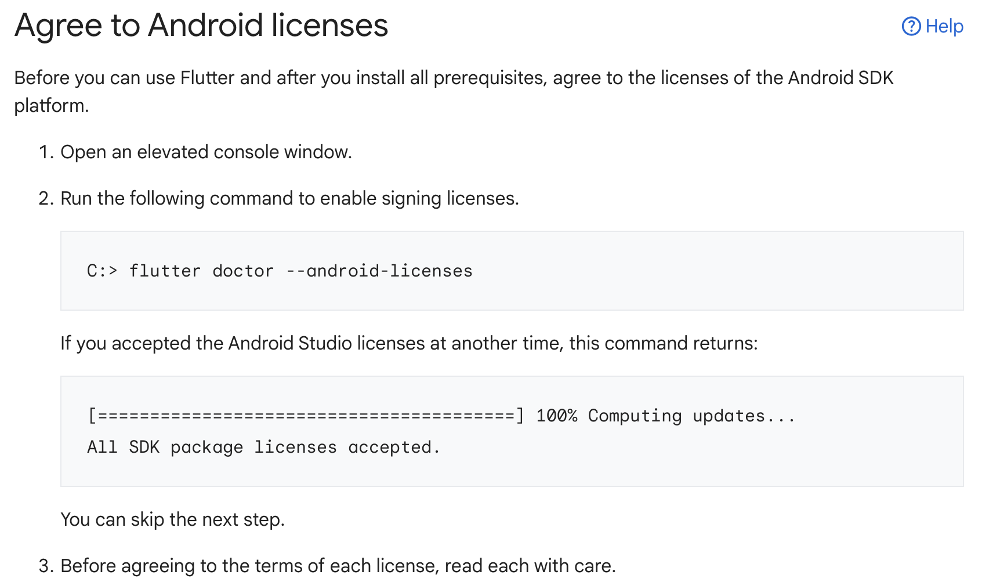 Agree to Android licenses
Help
Before you can use Flutter and after you install all prerequisites, agree to the licenses of the Android SDK
platform.
1. Open an elevated console window.
2. Run the following command to enable signing licenses.
C:> flutter doctor --android-licenses
If you accepted the Android Studio licenses at another time, this command returns:
[========================================] 100% Computing updates...
All SDK package licenses accepted.
You can skip the next step.
3. Before agreeing to the terms of each license, read each with care.